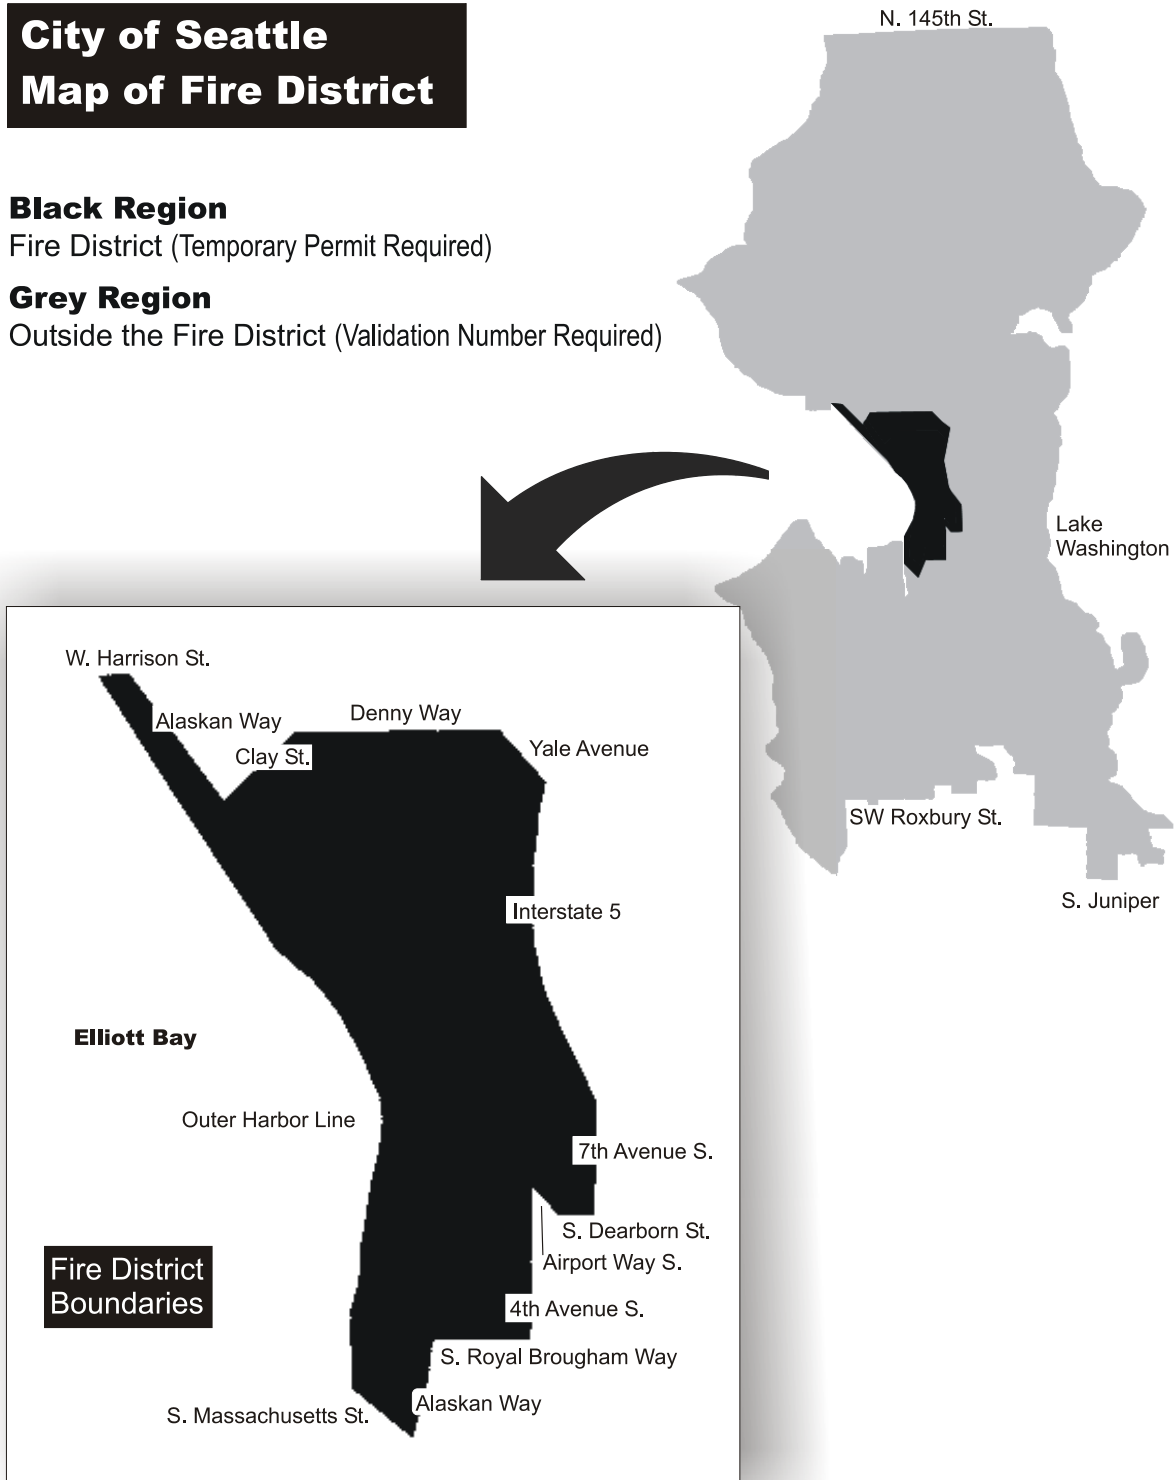 City of Seattle
Map of Fire District
N. 145th St.
Black Region
Fire District (Temporary Permit Required)
Grey Region
Outside the Fire District (Validation Number Required)
Lake
Washington
SW Roxbury St.
S. Juniper
W. Harrison St.
Alaskan Way
Denny Way
Clay St.
Yale Avenue
Interstate 5
Elliott Bay
Outer Harbor Line
7th Avenue S.
S. Dearborn St.
Airport Way S.
Fire District
Boundaries
4th Avenue S.
S. Royal Brougham Way
Alaskan Way
S. Massachusetts St.